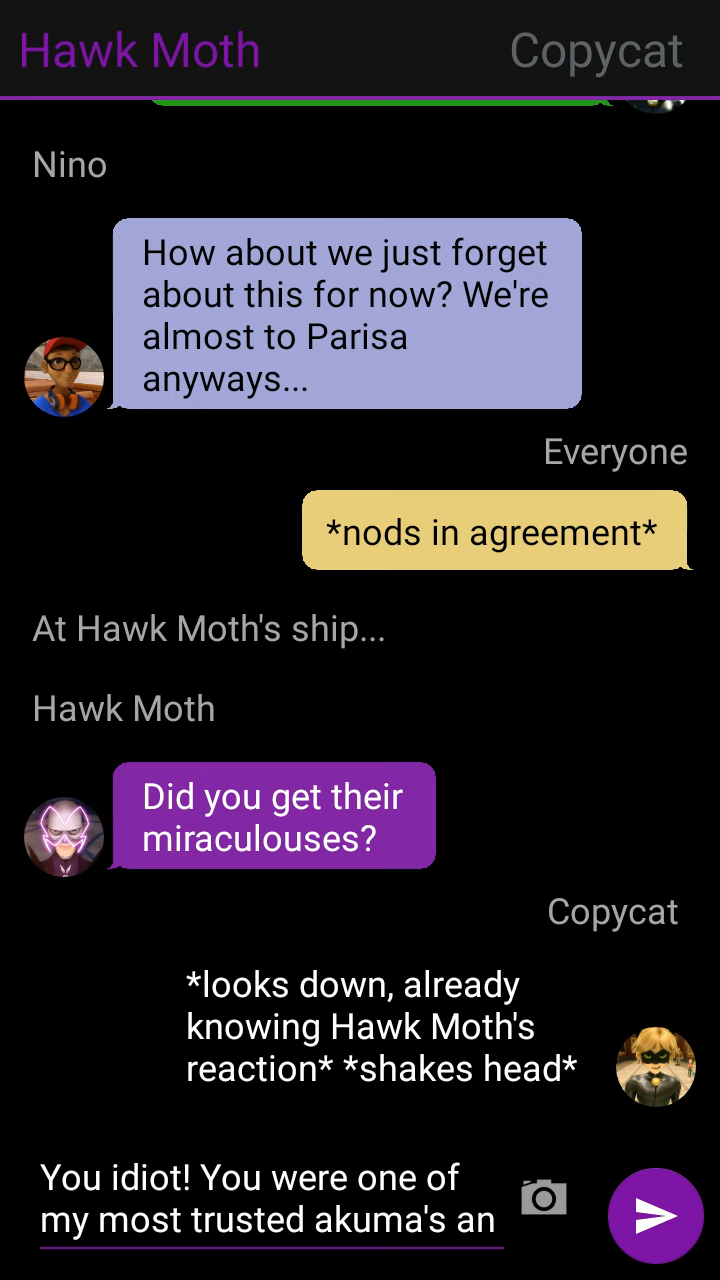 Hawk Moth Copycat
Nino
How about we just forget
about this for now? We're
almost to Parisa
anyways...
Everyone
*nods in agreement*
At Hawk Moth's ship...
Hawk Moth
Did you get their
miraculouses?
Copycat
*looks down, already
knowing Hawk Moth's
reaction* *shakes head*
You idiot! You were one of
my most trusted akuma's an